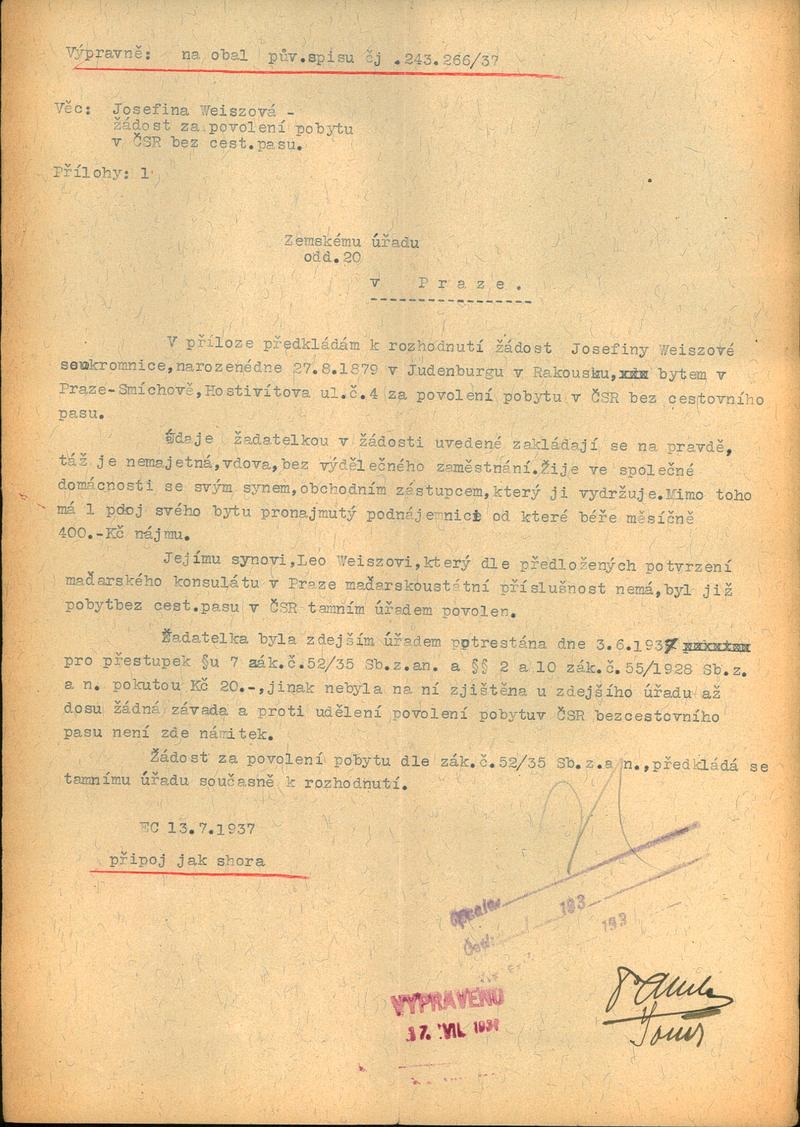 Výpravně: na obal pův.spisu čj .243.266/37
Věc: Josefina Weiszová -
žádost za povolení pobytu
v ČSR bez cest.pasu.
Přílohy: 1
Zemskému úřadu
odd.20
v P r a z e .
V příloze předkládám k rozhodnutí žádost Josefiny Weiszové
soukromnice,narozenédne 27.8.1879 v Judenburgu v Rakousku,xxx bytem v
Praze-Smíchově,Hostivítova ul.č.4 za povolení pobytu v ČSR bez cestovního
pasu.
Údaje žadatelkou v žádosti uvedené zakládají se na pravdě,
táž je nemajetná,vdova,bez výdělečného zaměstnání.Žije ve společné
domácnosti se svým synem,obchodním zástupcem,který ji vydržuje.Mimo toho
má 1 pdoj svého bytu pronajmutý podnájemnici od které béře měsíčně
400.-Kč nájmu.
Jejímu synovi,Leo Weiszovi,který dle předložených potvrzení
maďarského konsulátu v Praze maďarskoustátní příslušnost nemá,byl již
pobytbez cest.pasu v ČSR tamním úřadem povolen.
Žadatelka byla zdejším úřadem potrestána dne 3.6.1937 xxxxxxx
pro přestupek §u 7 zák.č.52/35 Sb.z.an. a §§ 2 a 10 zák.č.55/1928 Sb.z.
a n. pokutou Kč 20.-,jinak nebyla na ní zjištěna u zdejšího úřadu až
dosu žádná závada a proti udělení povolení pobytuv ČSR bezcestovního
pasu není zde námitek.
Žádost za povolení pobytu dle zák.č.52/35 Sb.z.a n.,předkládá se
tamnímu úřadu současně k rozhodnutí.
EC 13.7.1937
připoj jak shora
193
193
VYPRAVENO
17. VII. 1937